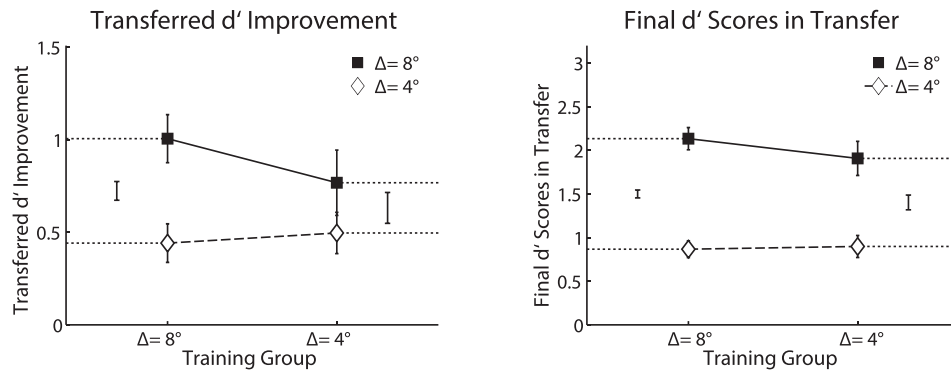 Transferred d‘ Improvement
Transferred d‘ Improvement
1.5
1
0.5
0
Δ= 8°
Δ= 4°
Δ= 8°
Δ= 4°
Training Group
Final d‘ Scores in Transfer
Final d‘ Scores in Transfer
3
2.5
2
1.5
1
0.5
0
Δ= 8°
Δ= 4°
Δ= 8°
Δ= 4°
Training Group